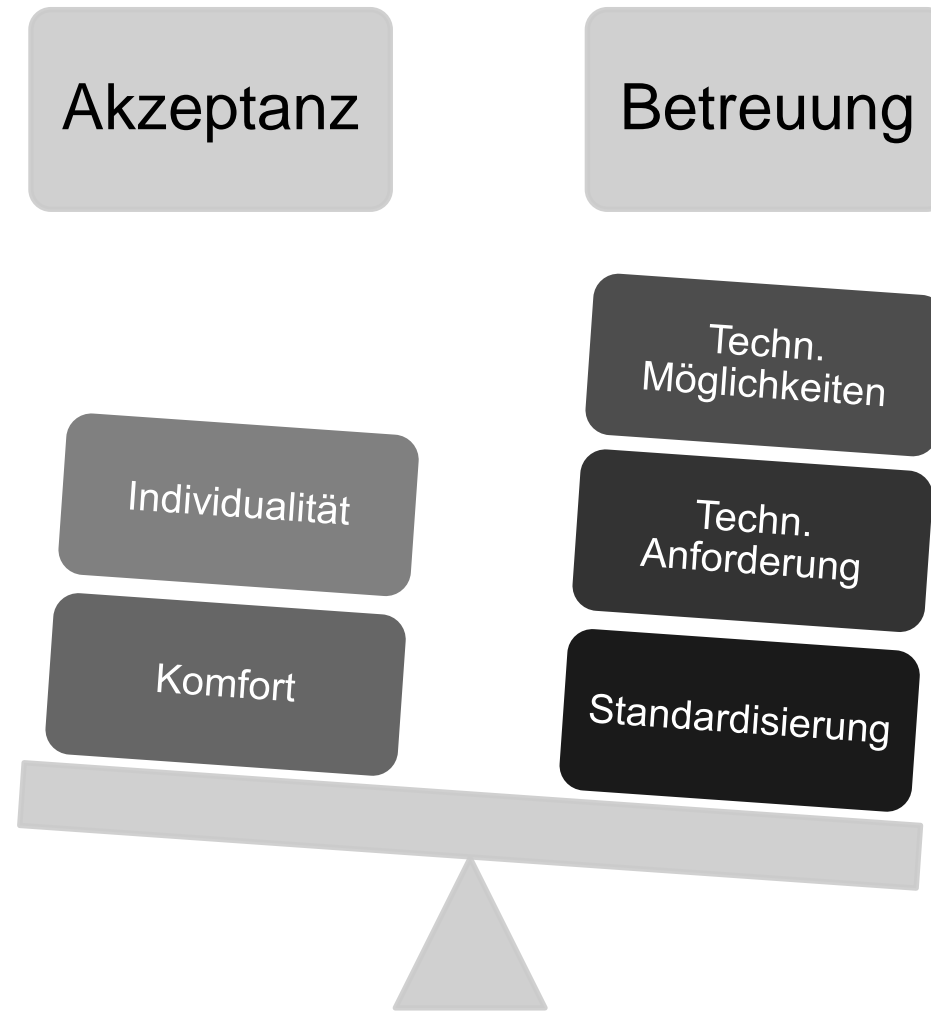 Akzeptanz
Betreuung
Techn.
Möglichkeiten
Individualität
Techn.
Anforderung
Komfort
Standardisierung